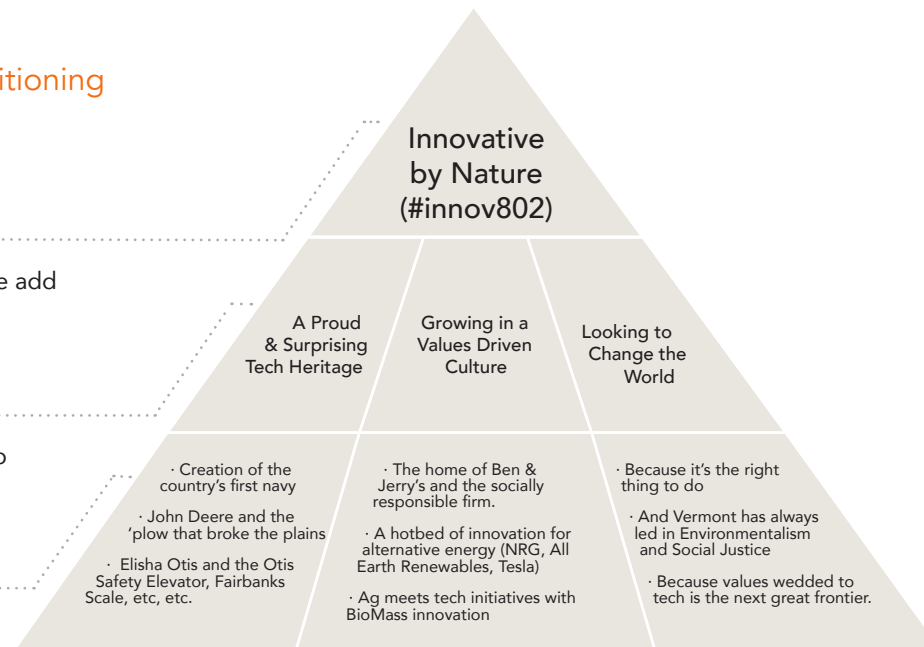 itioning
Innovative
by Nature
(#innov802)
e add
A Proud
& Surprising
Tech Heritage
Growing in a
Values Driven
Culture
Looking to
Change the
World
o
· Creation of the
country's first navy
· John Deere and the
'plow that broke the plains
· Elisha Otis and the Otis
Safety Elevator, Fairbanks
Scale, etc, etc.
· The home of Ben &
Jerry's and the socially
responsible firm.
· A hotbed of innovation for
alternative energy (NRG, All
Earth Renewables, Tesla)
· Ag meets tech initiatives with
BioMass innovation
· Because it's the right
thing to do
· And Vermont has always
led in Environmentalism
and Social Justice
· Because values wedded to
tech is the next great frontier.